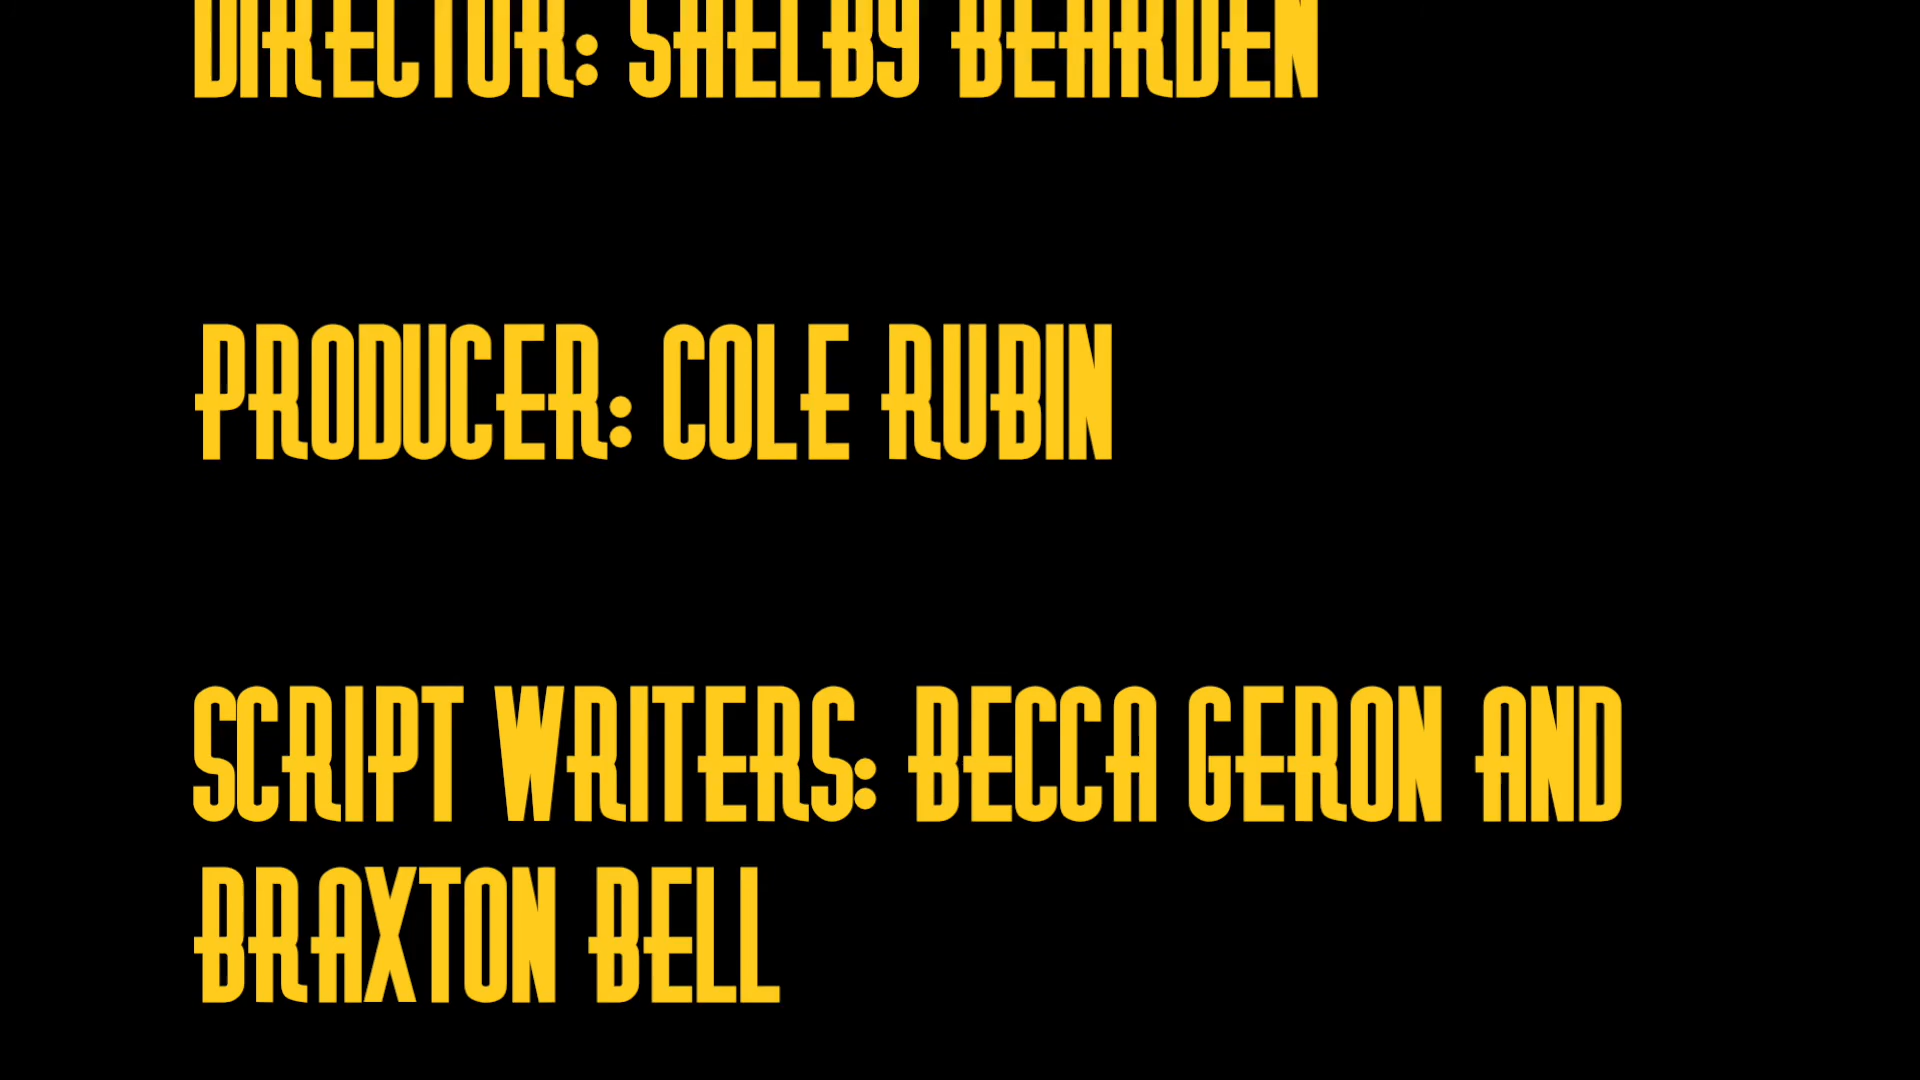 DIRECTOR: SHELBY BEARDEN
PRODUCER: COLE RUBIN
SCRIPT WRITERS: BECCA GERON AND
BRAXTON BELL